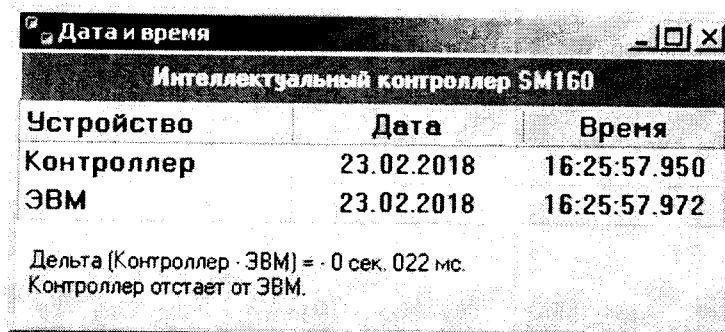 Дата и время
Интеллектуальный контроллер SM160
Устройство Дата Время
Контроллер 23.02.2018 16:25:57.950
ЭВМ 23.02.2018 16:25:57.972
Дельта (Контроллер - ЭВМ) = - 0 сек. 022 мс.
Контроллер отстает от ЭВМ.